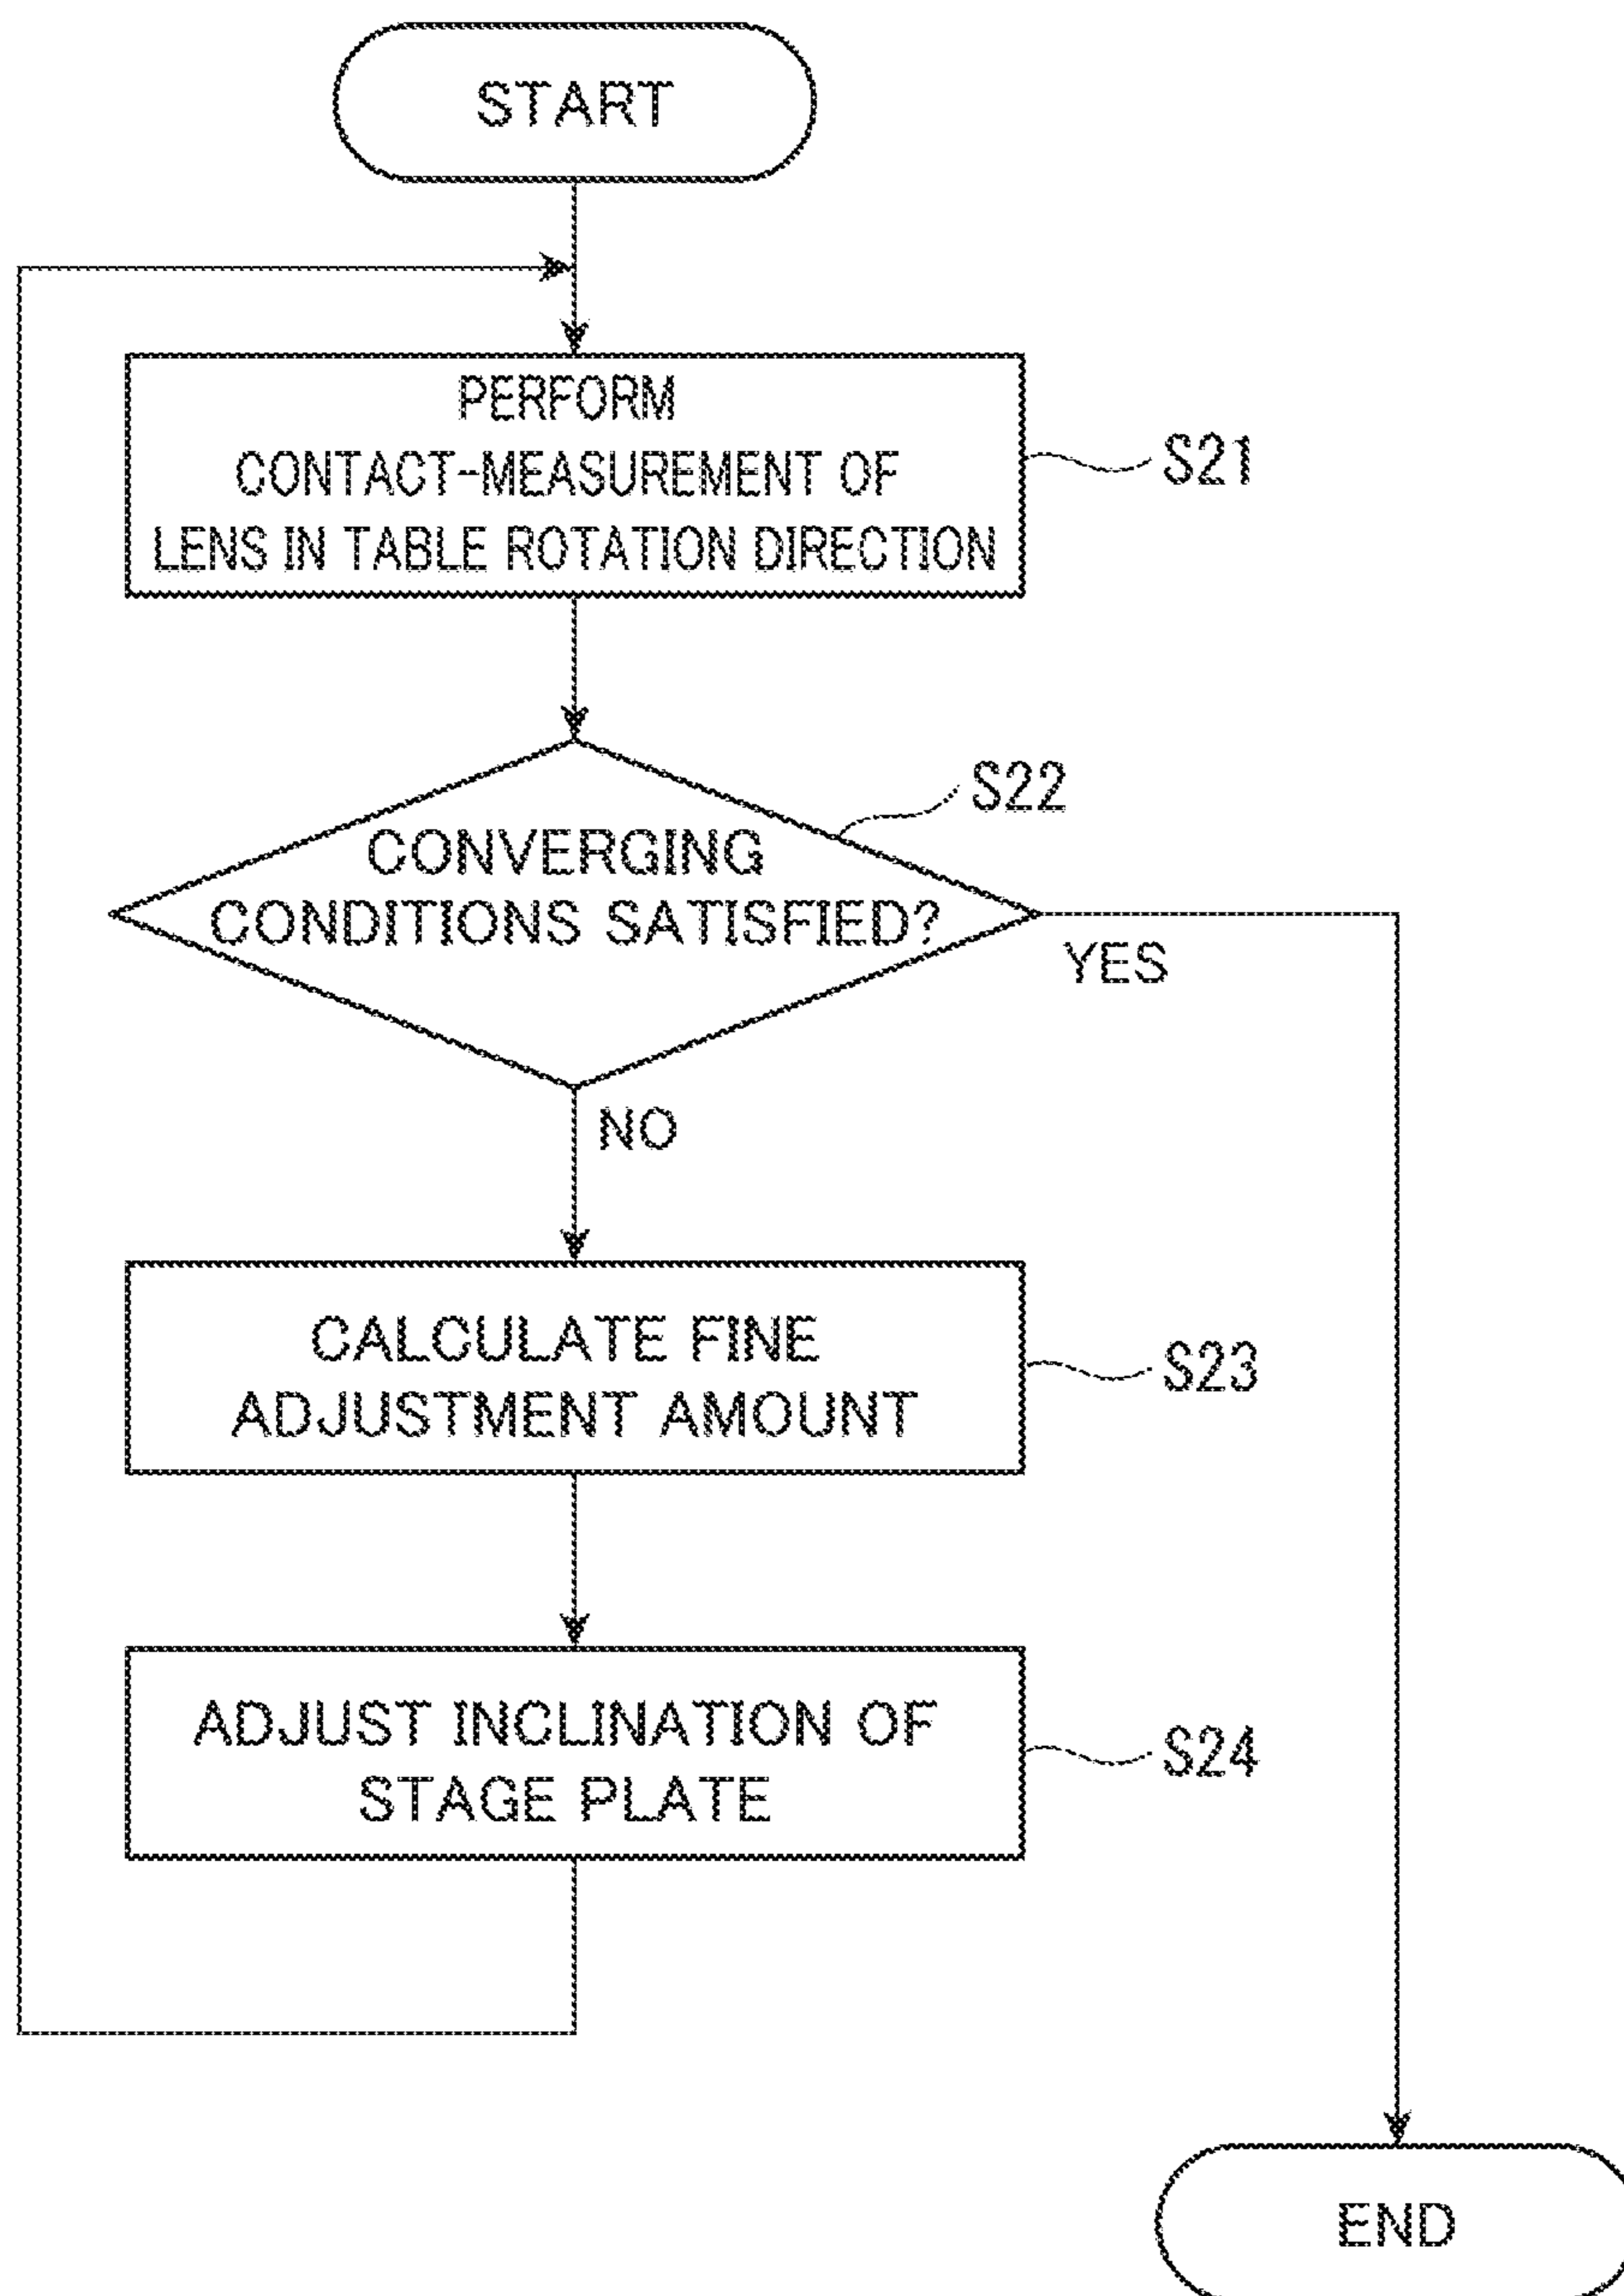 START
PERFORM
CONTACT-MEASUREMENT OF
LENS IN TABLE ROTATION DIRECTION
S21
S22
CONVERGING
CONDITIONS SATISFIED?
YES
NO
CALCULATE FINE
ADJUSTMENT AMOUNT
S23
ADJUST INCLINATION OF
STAGE PLATE
S24
END